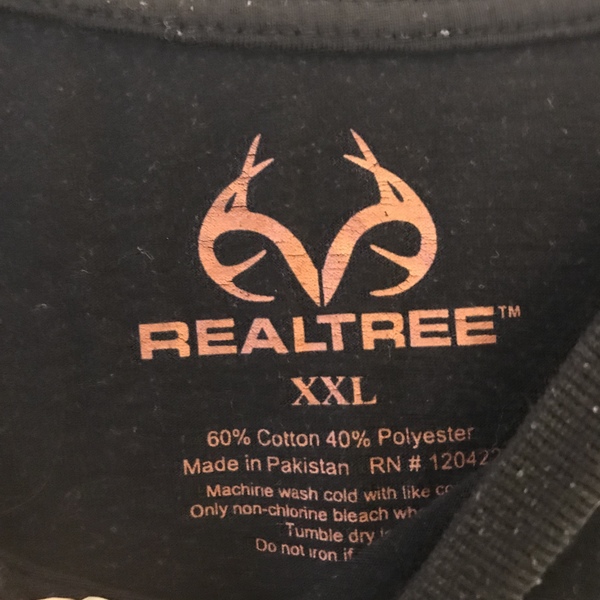 REALTREE™
XXL
60% Cotton 40% Polyester
Made in Pakistan RN #
Machine wash cold with like
Only non-chlorine bleach
Tumble dry
Do not iron if